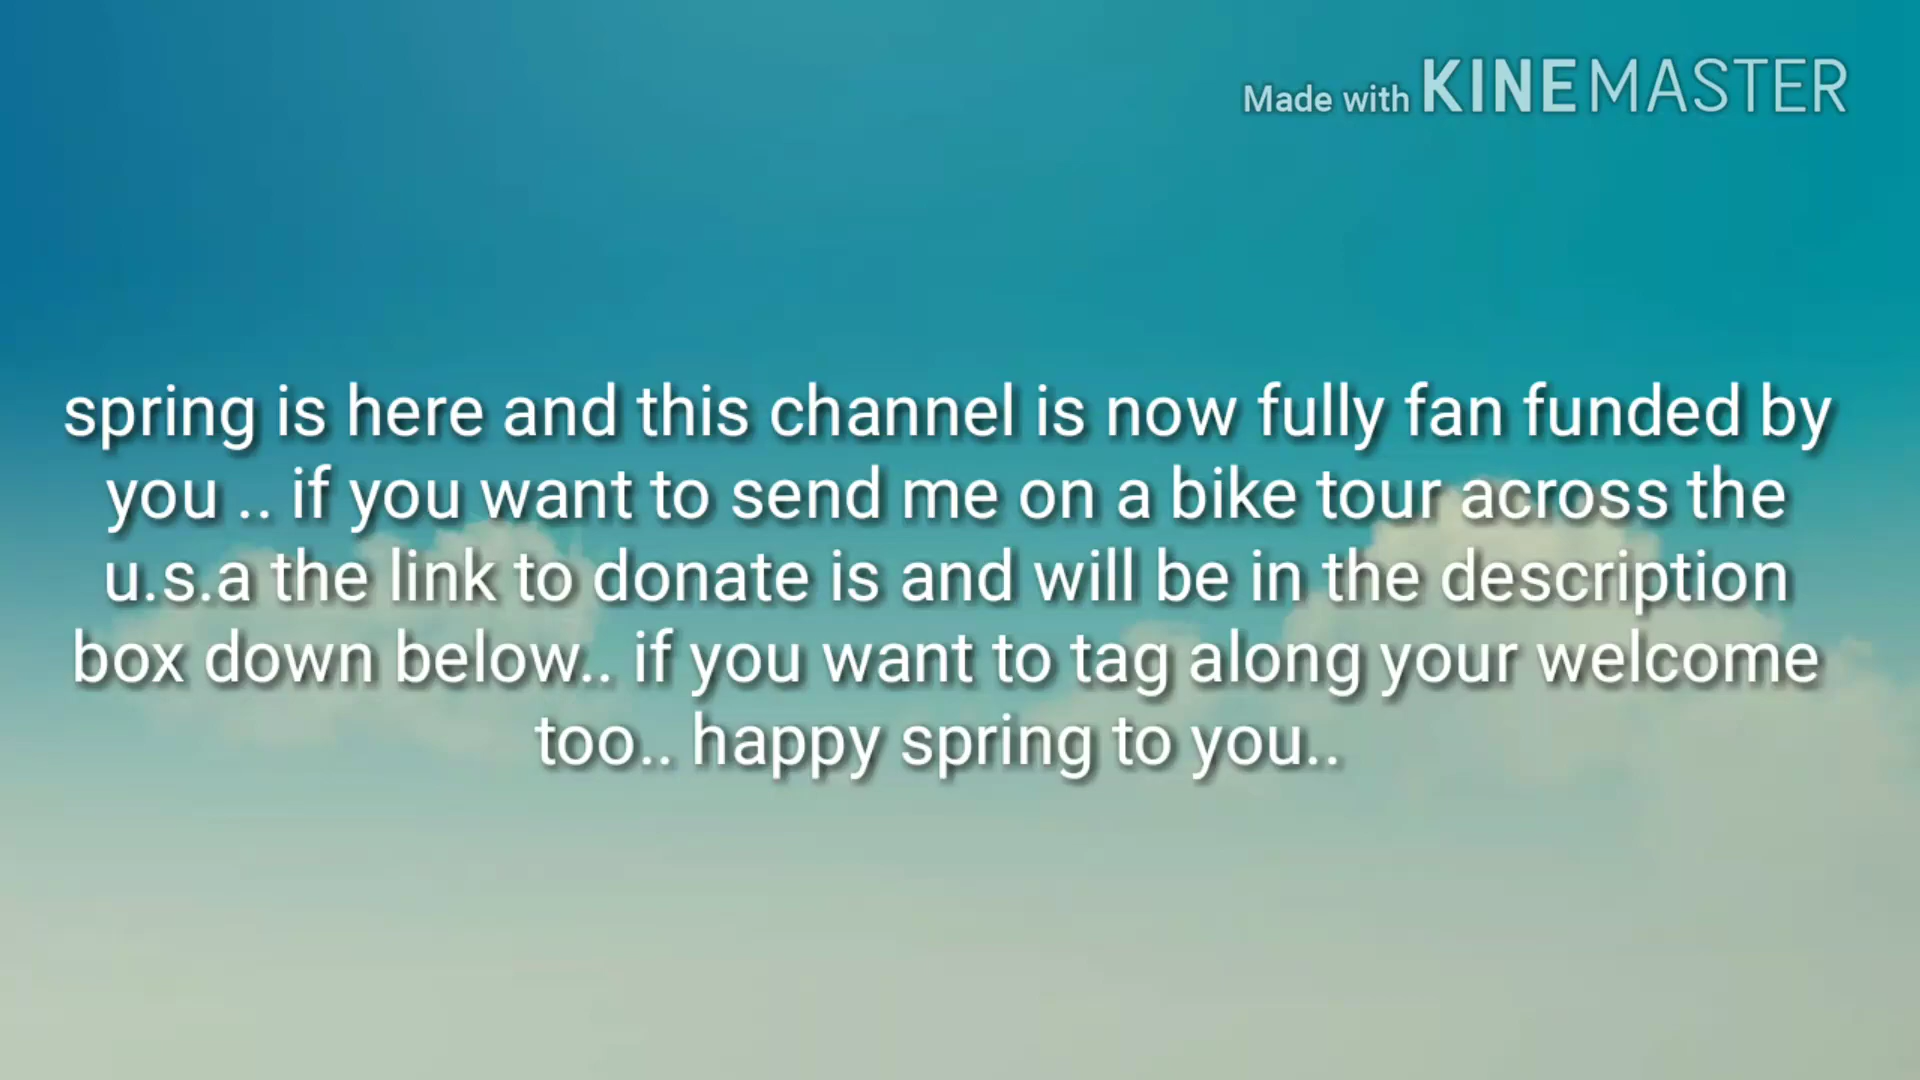 Made with KINEMASTER
spring is here and this channel is now fully fan funded by
you .. if you want to send me on a bike tour across the
u.s.a the link to donate is and will be in the description
box down below.. if you want to tag along your welcome
too.. happy spring to you..